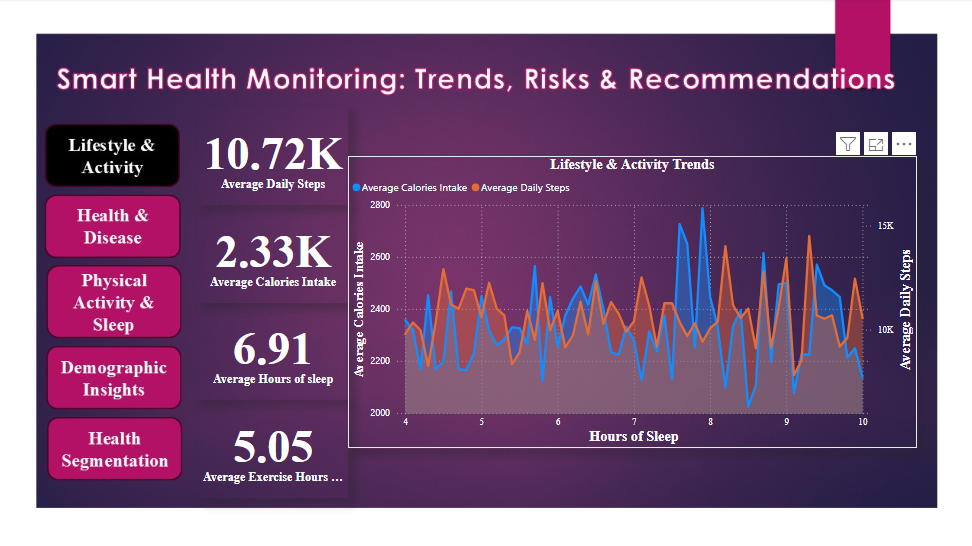 Smart Health Monitoring: Trends, Risks & Recommendations
Lifestyle &
Activity
Health &
Disease
Physical
Activity &
Sleep
Demographic
Insights
Health
Segmentation
10.72K
Average Daily Steps
2.33K
Average Calories Intake
6.91
Average Hours of sleep
5.05
Average Exercise Hours ...
Lifestyle & Activity Trends
Average Calories Intake Average Daily Steps
Average Calories Intake
2800
2600
2400
2200
2000
15K
10K
Average Daily Steps
4 5 6 7 8 9 10
Hours of Sleep